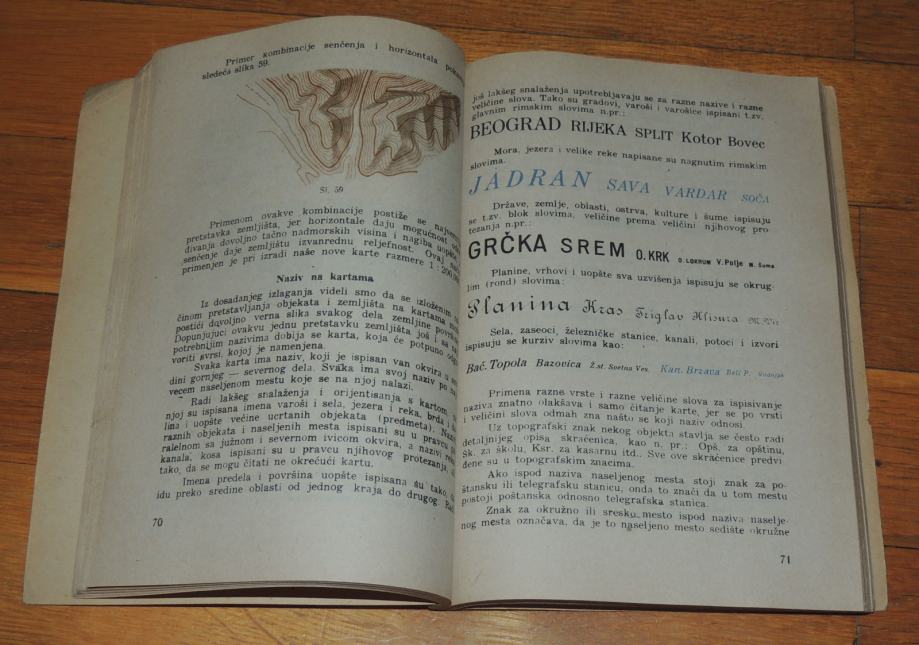 Primer kombinacije senčenja i horizontala
sledeća slika 59.
Sl. 59
Primenom ovakve kombinacije postiže se
pretstavka zemljišta, jer horizontale daju mogućnost
divanja dovoljno tačno nadmorskih visina i nagiba
senčenje daje zemljištu izvanrednu reljefnost. Ovaj
primenjen je pri izradi naše nove karte razmere 1 : 200.000
Naziv na kartama
Iz dosadanjeg izlaganja videli smo da se izloženim
činom pretstavljanja objekata i zemljišta na kartama
postići dovoljno verna slika svakog dela zemljine
Dopunjujući ovakvu jednu pretstavku zemljišta još i sa
potrebnijim nazivima dobija se karta, koja će potpuno
voriti svrsi, kojoj je namenjena.
Svaka karta ima naziv, koji je ispisan van okvira u
dini gornjeg — severnog dela. Svaka ima svoj naziv po
većem naseljenom mestu koje se na njoj nalazi.
Radi lakšeg snalaženja i orijentisanja s kartom,
njoj su ispisana imena varoši i sela, jezera i reka, brda i
lina i uopšte većine ucrtanih objekata (predmeta).
raznih objekata i naseljenih mesta ispisani su u pravcu
ralelnom sa južnom i severnom ivicom okvira, a nazivi
kanala, kosa ispisani su u pravcu njihovog protezanja,
tako, da se mogu čitati ne okrećući kartu.
Imena predela i površina uopšte ispisana su tako,
idu preko sredine oblasti od jednog kraja do drugog.
70
još lakšeg snalaženja upotrebljavaju se za razne nazive i razne
veličine slova. Tako su gradovi, varoši i varošice ispisani t.zv.
glavnim rimskim slovima n.pr.:
BEOGRAD RIJEKA SPLIT Kotor Bovec
Mora, jezera i velike reke napisane su nagnutim rimskim
slovima.
JADRAN SAVA VARDAR SOČA
Države, zemlje, oblasti, ostrva, kulture i šume ispisuju
se t.zv. blok slovima, veličine prema veličini njihovog pro
tezanja n.pr.:
GRČKA SREM O.KRK O. LOKRUM V. Polje M. Šuma
Planine, vrhovi i uopšte sva uzvišenja ispisuju se okrug-
lim (rond) slovima:
Planina Kras Triglav Klisura
Sela, zaseoci, železničke stanice, kanali, potoci i izvori
ispisuju se kurziv slovima kao:
Bač. Topola Bazovica Ž.st. Svetna Ves Kan. Brzava Beli P.
Primena razne vrste i razne veličine slova za ispisivanje
naziva znatno olakšava i samo čitanje karte, jer se po vrsti
i veličini slova odmah zna našto se koji naziv odnosi.
Uz topografski znak nekog objekta stavlja se često radi
detaljnijeg opisa skraćenica, kao n. pr.: Opš. za opštinu,
Šk. za školu, Ksr. za kasarnu itd.. Sve ove skraćenice predvi
đene su u topografskim znacima.
Ako ispod naziva naseljenog mesta stoji znak za po-
štansku ili telegrafsku stanicu, onda to znači da u tom mestu
postoji poštanska odnosno telegrafska stanica.
Znak za okružno ili sresku mesto ispod naziva naselje-
nog mesta označava, da je to naseljeno mesto sedište okružne
71